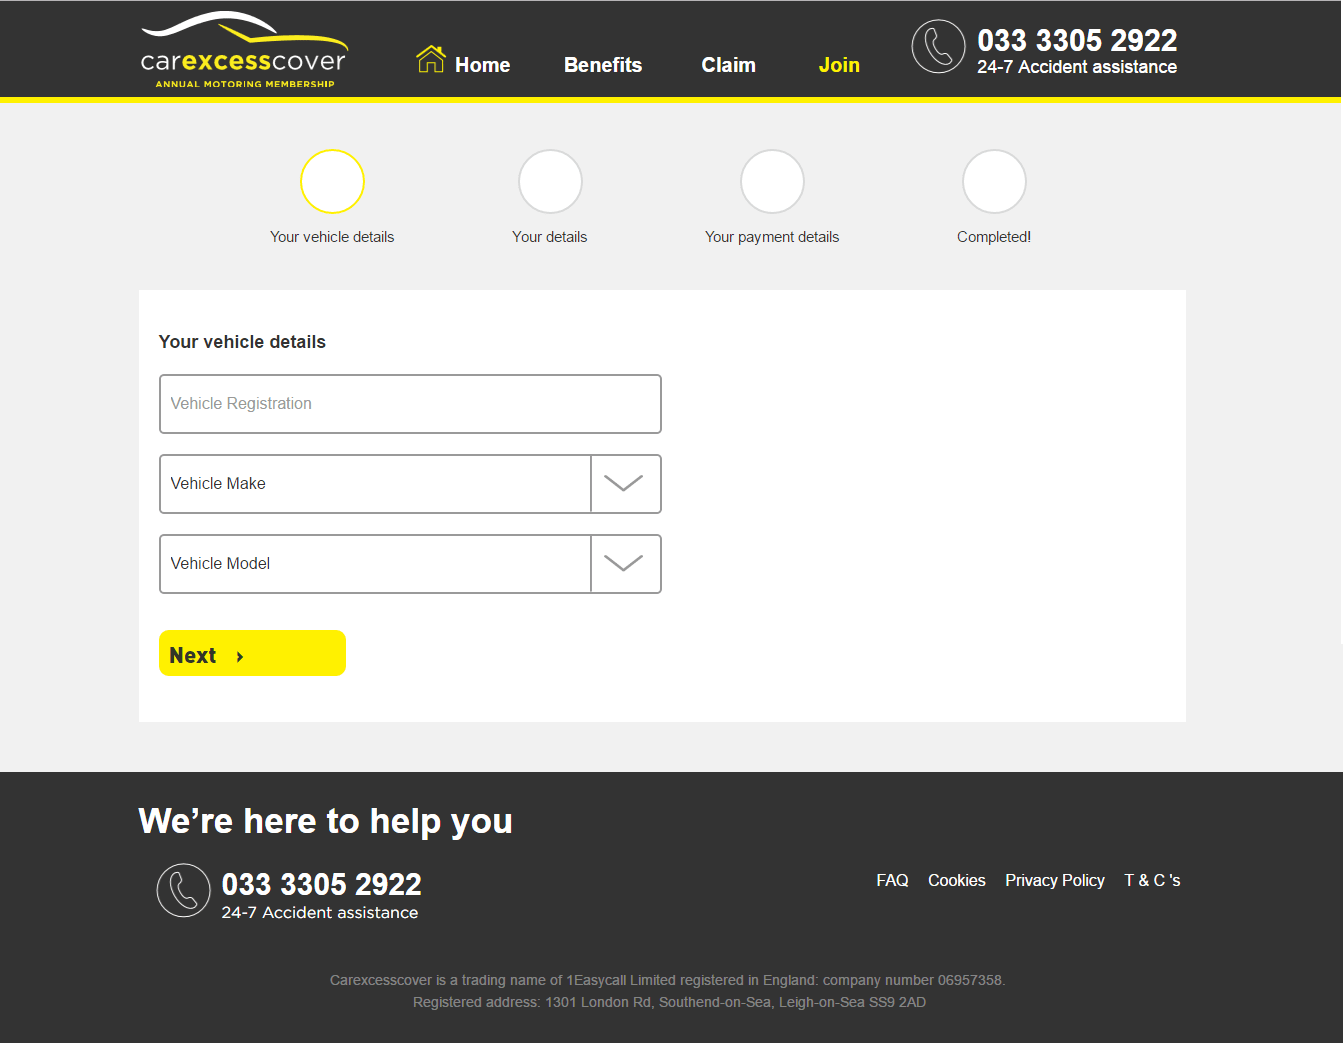 carexcesscover
ANNUAL MOTORING MEMBERSHIP
Home
Benefits
Claim
Join
033 3305 2922
24-7 Accident assistance
Your vehicle details
Your details
Your payment details
Completed!
Your vehicle details
Vehicle Registration
Vehicle Make
Vehicle Model
Next ›
We’re here to help you
033 3305 2922
24-7 Accident assistance
FAQ
Cookies
Privacy Policy
T & C 's
Carexcesscover is a trading name of 1Easycall Limited registered in England: company number 06957358.
Registered address: 1301 London Rd, Southend-on-Sea, Leigh-on-Sea SS9 2AD